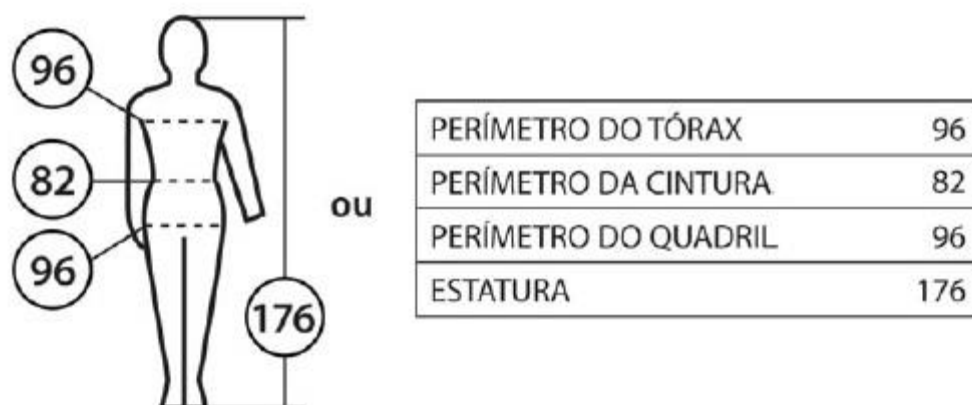 96
82
96
176
ou
PERÍMETRO DO TÓRAX 96
PERÍMETRO DA CINTURA 82
PERÍMETRO DO QUADRIL 96
ESTATURA 176